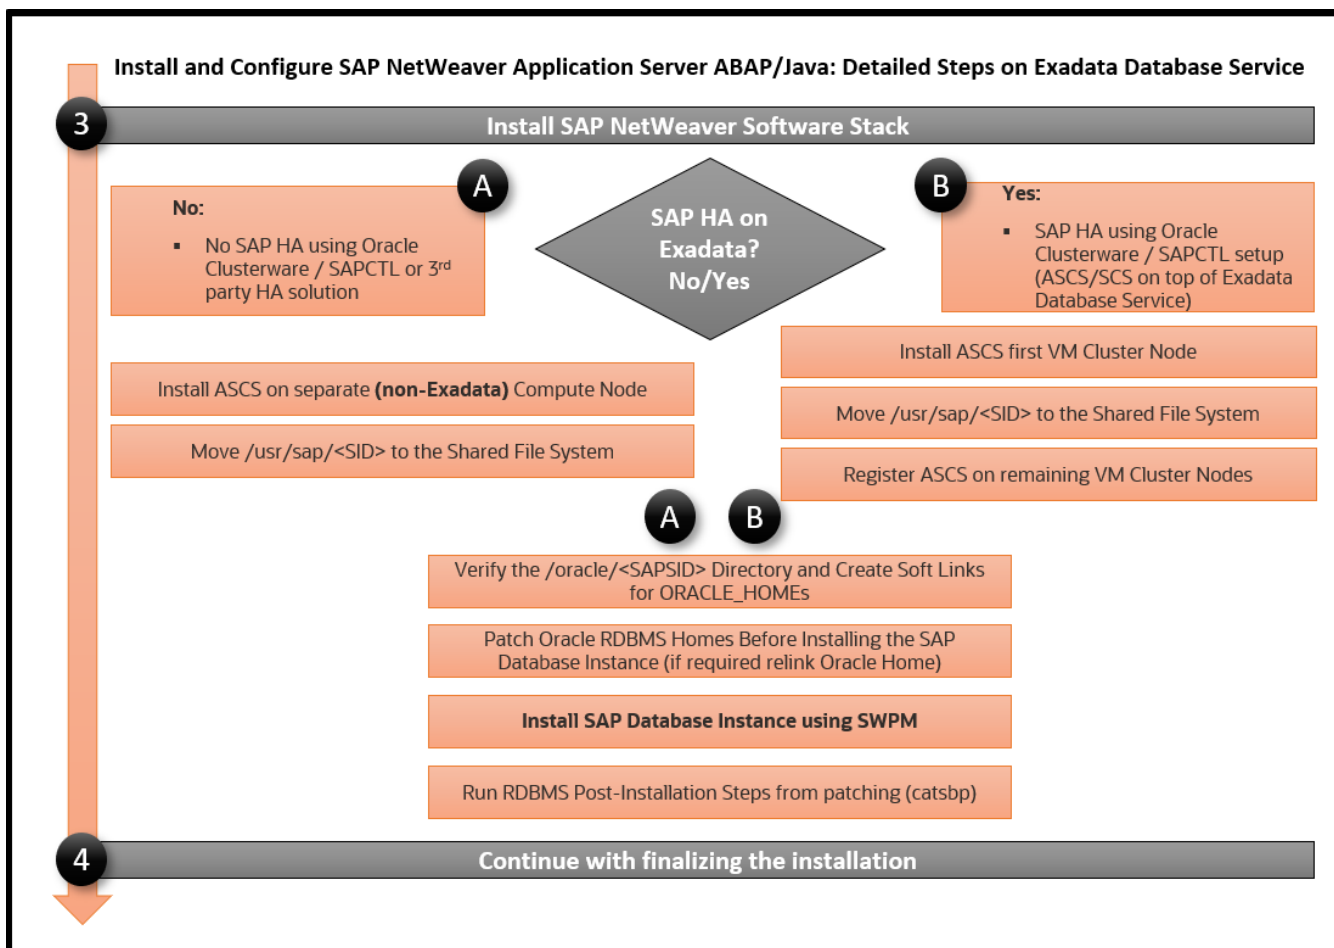 Install and Configure SAP NetWeaver Application Server ABAP/Java: Detailed Steps on Exadata Database Service
3
Install SAP NetWeaver Software Stack
A
No:
▪ No SAP HA using Oracle
Clusterware / SAPCTL or 3rd
party HA solution
SAP HA on
Exadata?
No/Yes
B
Yes:
▪ SAP HA using Oracle
Clusterware / SAPCTL setup
(ASCS/SCS on top of Exadata
Database Service)
Install ASCS on separate (non-Exadata) Compute Node
Move /usr/sap/<SID> to the Shared File System
Install ASCS first VM Cluster Node
Move /usr/sap/<SID> to the Shared File System
Register ASCS on remaining VM Cluster Nodes
A
B
Verify the /oracle/<SAPSID> Directory and Create Soft Links
for ORACLE_HOMEs
Patch Oracle RDBMS Homes Before Installing the SAP
Database Instance (if required relink Oracle Home)
Install SAP Database Instance using SWPM
Run RDBMS Post-Installation Steps from patching (catsbp)
4
Continue with finalizing the installation